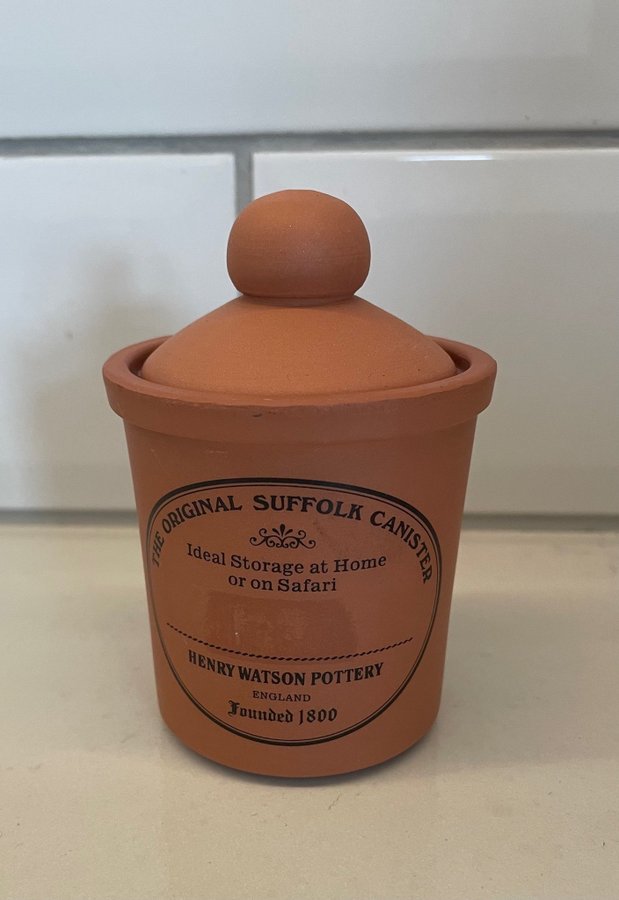 THE ORIGINAL SUFFOLK CANISTER
Ideal Storage at Home
or on Safari
HENRY WATSON POTTERY
ENGLAND
Founded 1800